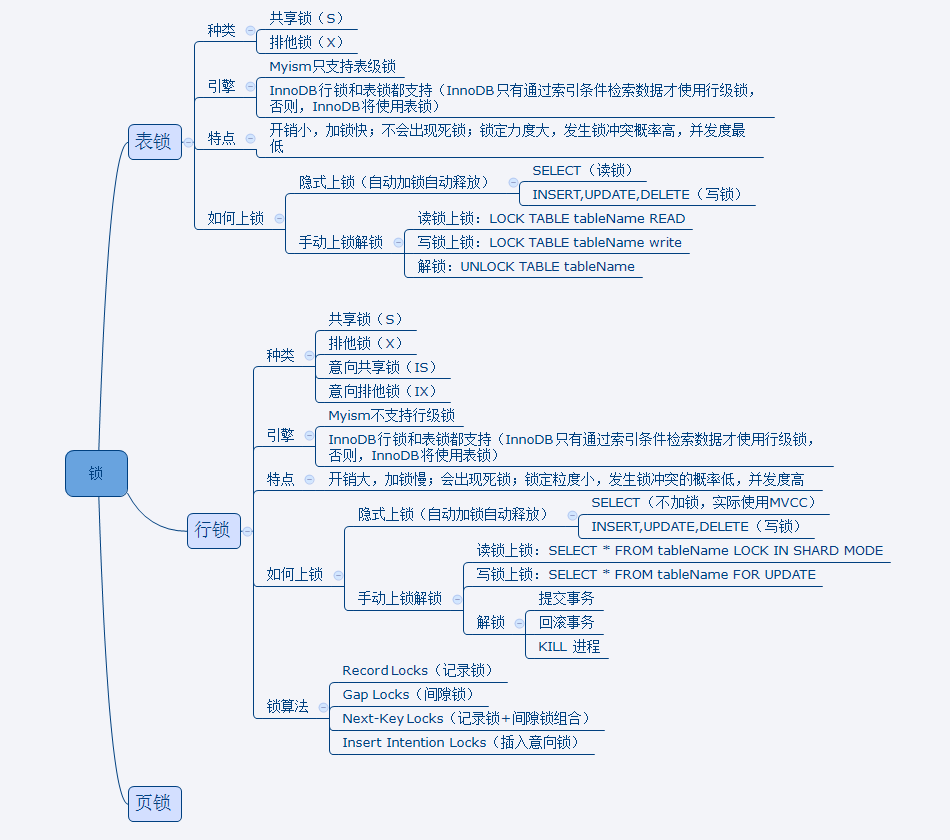 锁
表锁
种类
共享锁（S）
排他锁（X）
引擎
Myism只支持表级锁
InnoDB行锁和表锁都支持（InnoDB只有通过索引条件检索数据才使用行级锁，
否则，InnoDB将使用表锁）
特点
开销小，加锁快；不会出现死锁；锁定力度大，发生锁冲突概率高，并发度最
低
如何上锁
隐式上锁（自动加锁自动释放）
SELECT（读锁）
INSERT,UPDATE,DELETE（写锁）
手动上锁解锁
读锁上锁：LOCK TABLE tableName READ
写锁上锁：LOCK TABLE tableName write
解锁：UNLOCK TABLE tableName
行锁
种类
共享锁（S）
排他锁（X）
意向共享锁（IS）
意向排他锁（IX）
引擎
Myism不支持行级锁
InnoDB行锁和表锁都支持（InnoDB只有通过索引条件检索数据才使用行级锁，
否则，InnoDB将使用表锁）
特点
开销大，加锁慢；会出现死锁；锁定粒度小，发生锁冲突的概率低，并发度高
如何上锁
隐式上锁（自动加锁自动释放）
SELECT（不加锁，实际使用MVCC）
INSERT,UPDATE,DELETE（写锁）
手动上锁解锁
读锁上锁：SELECT * FROM tableName LOCK IN SHARD MODE
写锁上锁：SELECT * FROM tableName FOR UPDATE
解锁
提交事务
回滚事务
KILL 进程
锁算法
Record Locks（记录锁）
Gap Locks（间隙锁）
Next-Key Locks（记录锁+间隙锁组合）
Insert Intention Locks（插入意向锁）
页锁